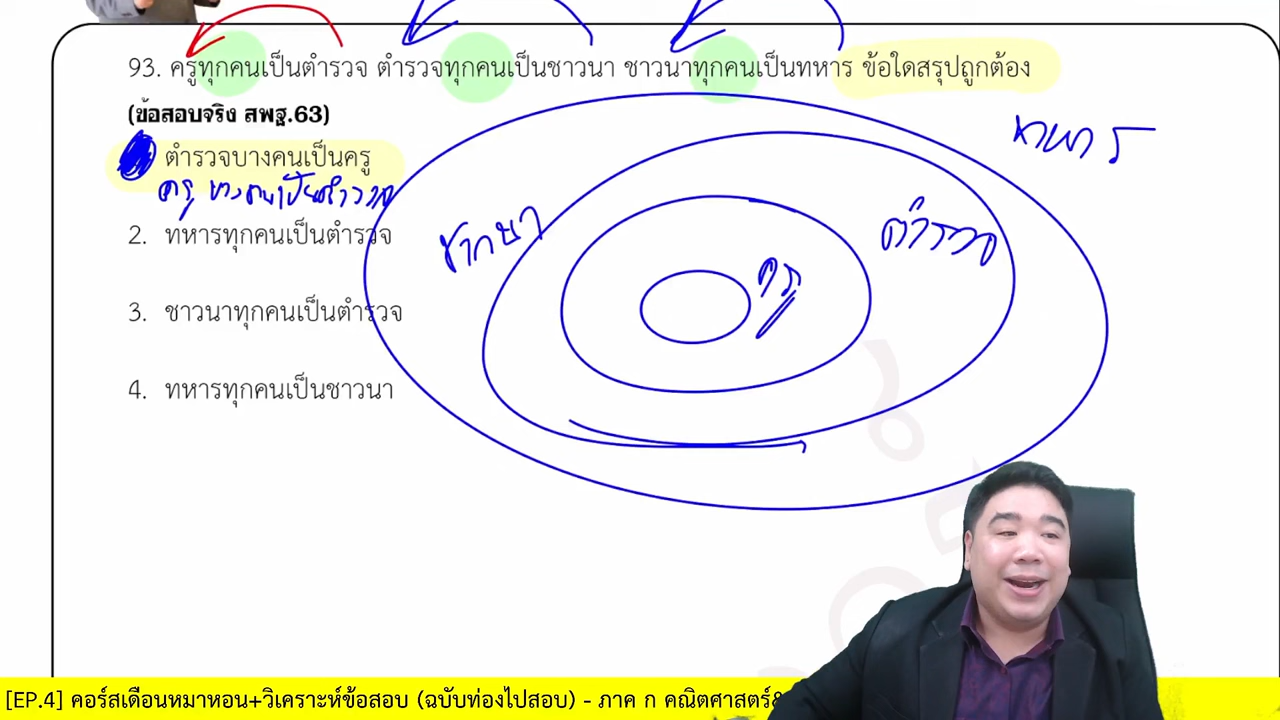 93. ครูทุกคนเป็นตำรวจ ตำรวจทุกคนเป็นชาวนา ชาวนาทุกคนเป็นทหาร ข้อใดสรุปถูกต้อง
(ข้อสอบจริง สพฐ.63)
ตำรวจบางคนเป็นครู
ครู บางคนเป็นตำรวจ
2. ทหารทุกคนเป็นตำรวจ
3. ชาวนาทุกคนเป็นตำรวจ
4. ทหารทุกคนเป็นชาวนา
ทหาร
ชาวนา
ตำรวจ
ครู
[EP.4] คอร์สเดือนหมาหอน+วิเคราะห์ข้อสอบ (ฉบับท่องไปสอบ) - ภาค ก คณิตศาสตร์&